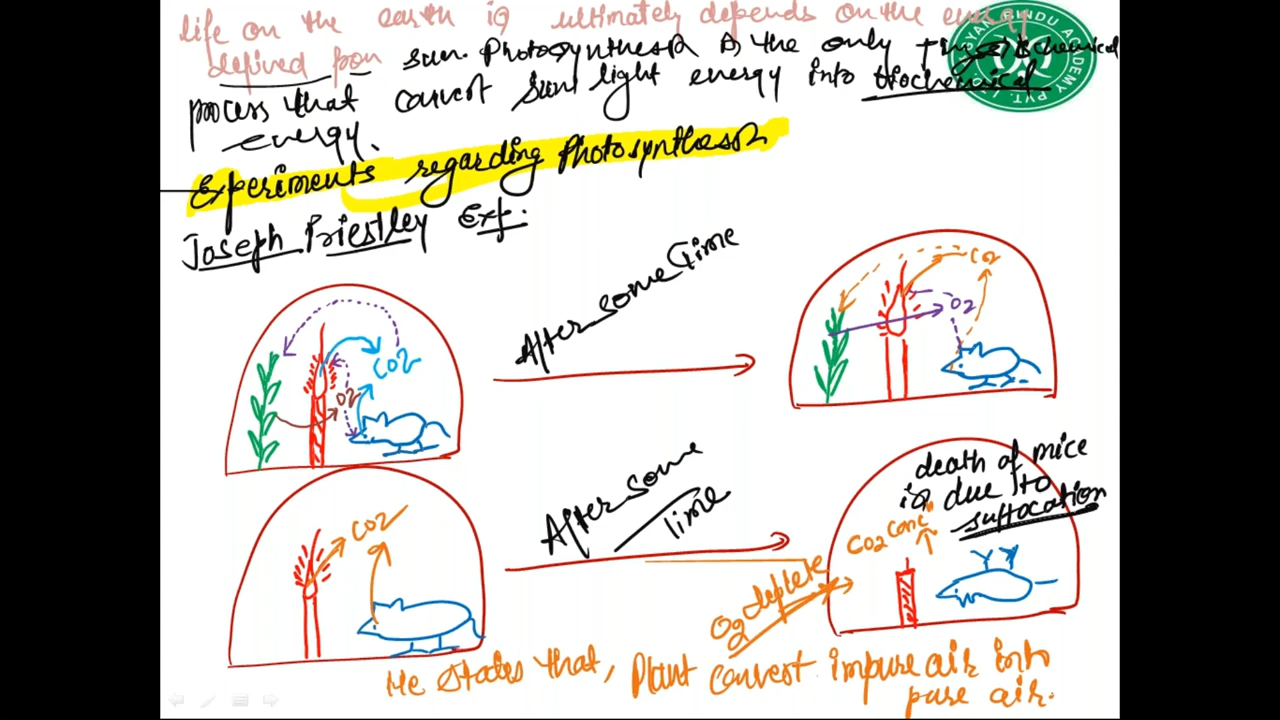 life on the earth is ultimately depends on the energy
defined from sun. Photosynthesis is the only
process that convert sun light energy into biochemical
energy.
Experiments regarding Photosynthesis
Joseph Priestley Exp.
After some time
CO2
O2
CO2
O2
After some
time
CO2
death of mice
is due to
suffocation
CO2 conc
O2 deplete
He states that, Plant convert impure air into
pure air.